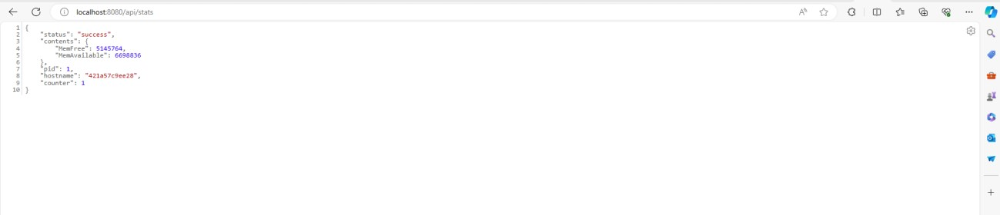 localhost:8080/api/stats
1 {
2     "status": "success",
3     "contents": {
4         "MemFree": 5145764,
5         "MemAvailable": 6698836
6     },
7     "pid": 1,
8     "hostname": "421a57c9ee28",
9     "counter": 1
10 }